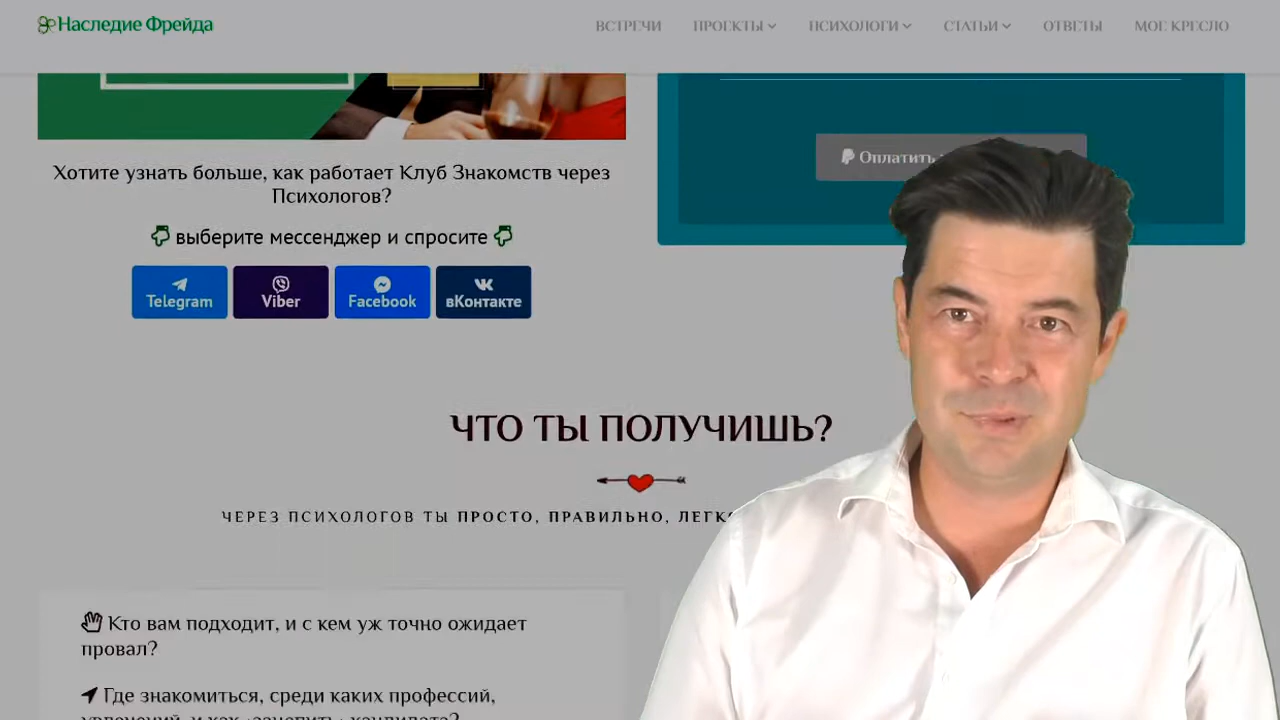 Наследие Фрейда
ВСТРЕЧИ ПРОЕКТЫ ПСИХОЛОГИ СТАТЬИ ОТВЕТЫ МОЕ КРЕСЛО
Оплатить
Хотите узнать больше, как работает Клуб Знакомств через
Психологов?
выберите мессенджер и спросите
Telegram Viber Facebook вКонтакте
ЧТО ТЫ ПОЛУЧИШЬ?
ЧЕРЕЗ ПСИХОЛОГОВ ТЫ ПРОСТО, ПРАВИЛЬНО,
Кто вам подходит, и с кем уж точно ожидает
провал?
Где знакомиться, среди каких профессий,